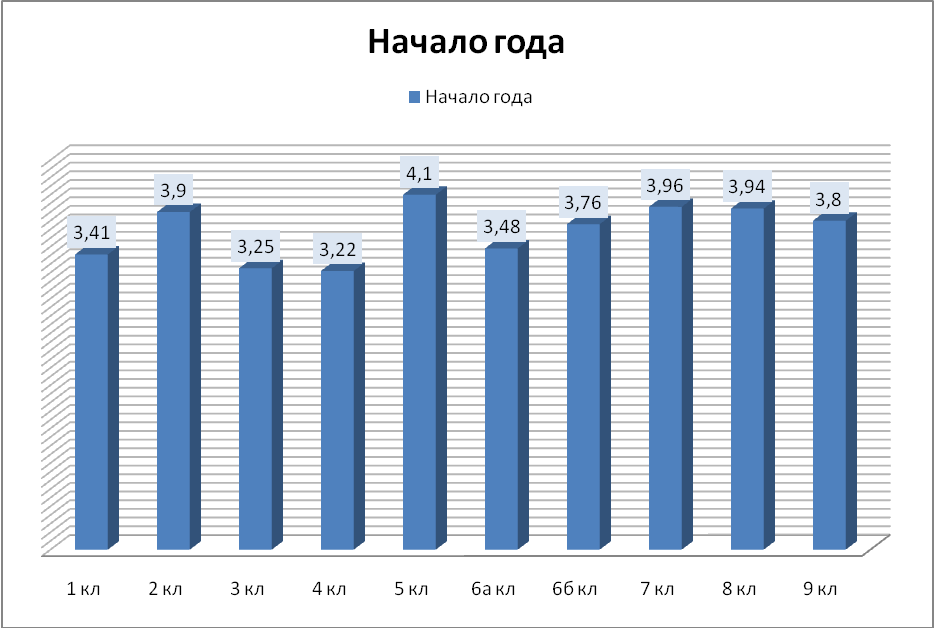 Начало года
Начало года
3,41
3,9
3,25
3,22
4,1
3,48
3,76
3,96
3,94
3,8
1 кл
2 кл
3 кл
4 кл
5 кл
6а кл
6б кл
7 кл
8 кл
9 кл